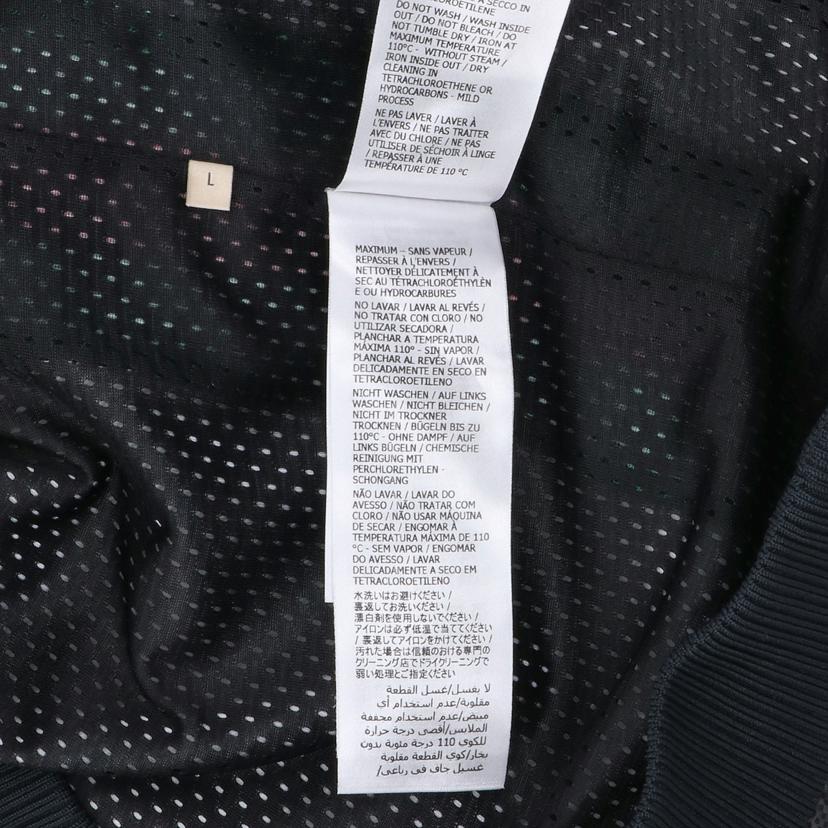 A SECCO IN
DO NOT WASH / WASH INSIDE
OUT / DO NOT BLEACH / DO
NOT TUMBLE DRY / IRON AT
MAXIMUM TEMPERATURE
110°C - WITHOUT STEAM /
IRON INSIDE OUT / DRY
CLEANING IN
TETRACHLOROETHENE OR
HYDROCARBONS - MILD
PROCESS
NE PAS LAVER / LAVER À
L'ENVERS / NE PAS TRAITER
AVEC DU CHLORE / NE PAS
UTILISER DE SÉCHOIR À LINGE
/ REPASSER À UNE
TEMPÉRATURE DE 110 °C
L
MAXIMUM – SANS VAPEUR /
REPASSER À L'ENVERS /
NETTOYER DÉLICATEMENT À
SEC AU TÉTRACHLOROÉTHYLÈN
E OU HYDROCARBURES
NO LAVAR / LAVAR AL REVÉS /
NO TRATAR CON CLORO / NO
UTILIZAR SECADORA /
PLANCHAR A TEMPERATURA
MÁXIMA 110° - SIN VAPOR /
PLANCHAR AL REVÉS / LAVAR
DELICADAMENTE EN SECO EN
TETRACLOROETILENO
NICHT WASCHEN / AUF LINKS
WASCHEN / NICHT BLEICHEN /
NICHT IM TROCKNER
TROCKNEN / BÜGELN BIS ZU
110°C - OHNE DAMPF / AUF
LINKS BÜGELN / CHEMISCHE
REINIGUNG MIT
PERCHLORETHYLEN -
SCHONGANG
NÃO LAVAR / LAVAR DO
AVESSO / NÃO TRATAR COM
CLORO / NÃO USAR MÁQUINA
DE SECAR / ENGOMAR À
TEMPERATURA MÁXIMA DE 110
°C - SEM VAPOR / ENGOMAR
DO AVESSO / LAVAR
DELICADAMENTE A SECO EM
TETRACLOROETILENO
水洗いはお避けください /
裏返してお洗いください /
漂白剤を使用しないでください /
アイロンは必ず低温で当ててください
/ 裏返してアイロンをかけてください /
汚れた場合は信頼のおける専門の
クリーニング店でドライクリーニングで
弱い処理とご指定ください
لا يغسل/غسل القطعة
مقلوبة/عدم استخدام أي
مبيض/عدم استخدام مجففة
الملابس/أقصى درجة حرارة
للكوي 110 درجة مئوية بدون
بخار/كوي القطعة مقلوبة
/غسيل جاف في رباعي